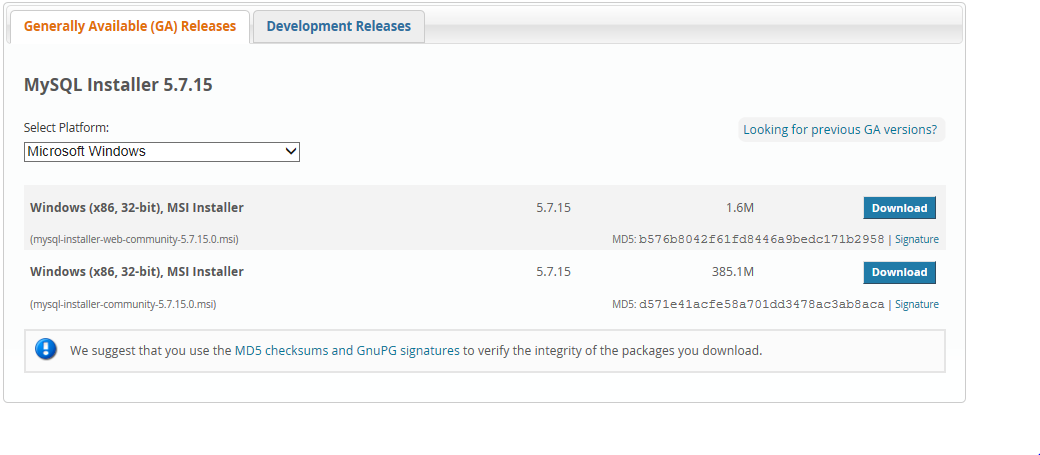 Generally Available (GA) Releases    Development Releases
MySQL Installer 5.7.15
Select Platform:
Looking for previous GA versions?
Microsoft Windows
Windows (x86, 32-bit), MSI Installer    5.7.15    1.6M    Download
(mysql-installer-web-community-5.7.15.0.msi)    MD5: b576b8042f61fd8446a9bedc171b2958 | Signature
Windows (x86, 32-bit), MSI Installer    5.7.15    385.1M    Download
(mysql-installer-community-5.7.15.0.msi)    MD5: d571e41acfe58a701dd3478ac3ab8aca | Signature
We suggest that you use the MD5 checksums and GnuPG signatures to verify the integrity of the packages you download.